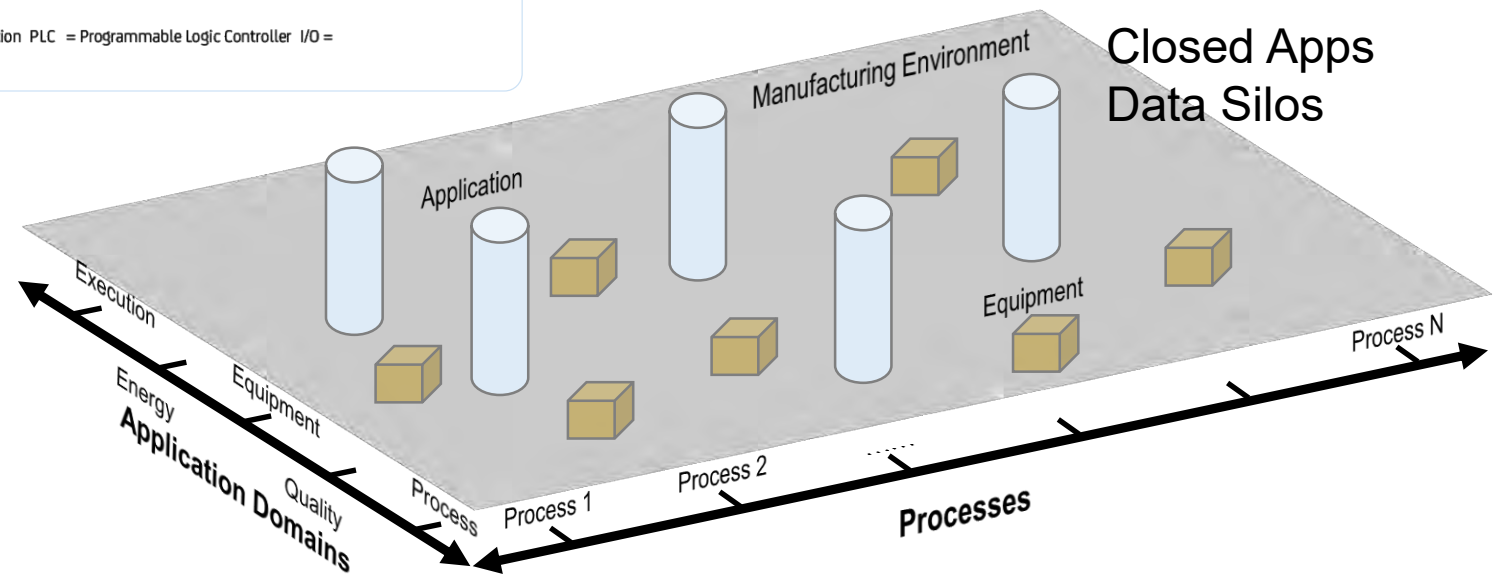 PLC = Programmable Logic Controller I/O =
Closed Apps
Data Silos
Manufacturing Environment
Application
Equipment
Execution
Energy
Equipment
Quality
Process
Application Domains
Process 1
Process 2
......
Process N
Processes